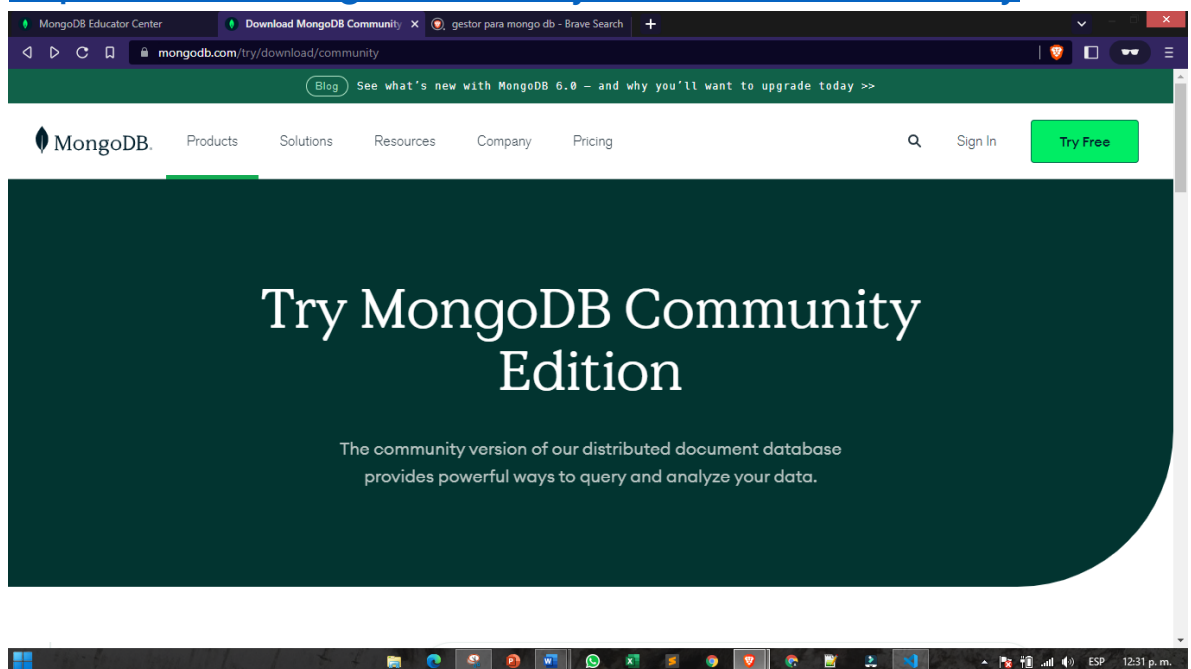 MongoDB Educator Center
Download MongoDB Community
gestor para mongo db - Brave Search
mongodb.com/try/download/community
Blog See what's new with MongoDB 6.0 — and why you'll want to upgrade today >>
MongoDB.
Products
Solutions
Resources
Company
Pricing
Sign In
Try Free
Try MongoDB Community
Edition
The community version of our distributed document database
provides powerful ways to query and analyze your data.
ESP
12:31 p. m.